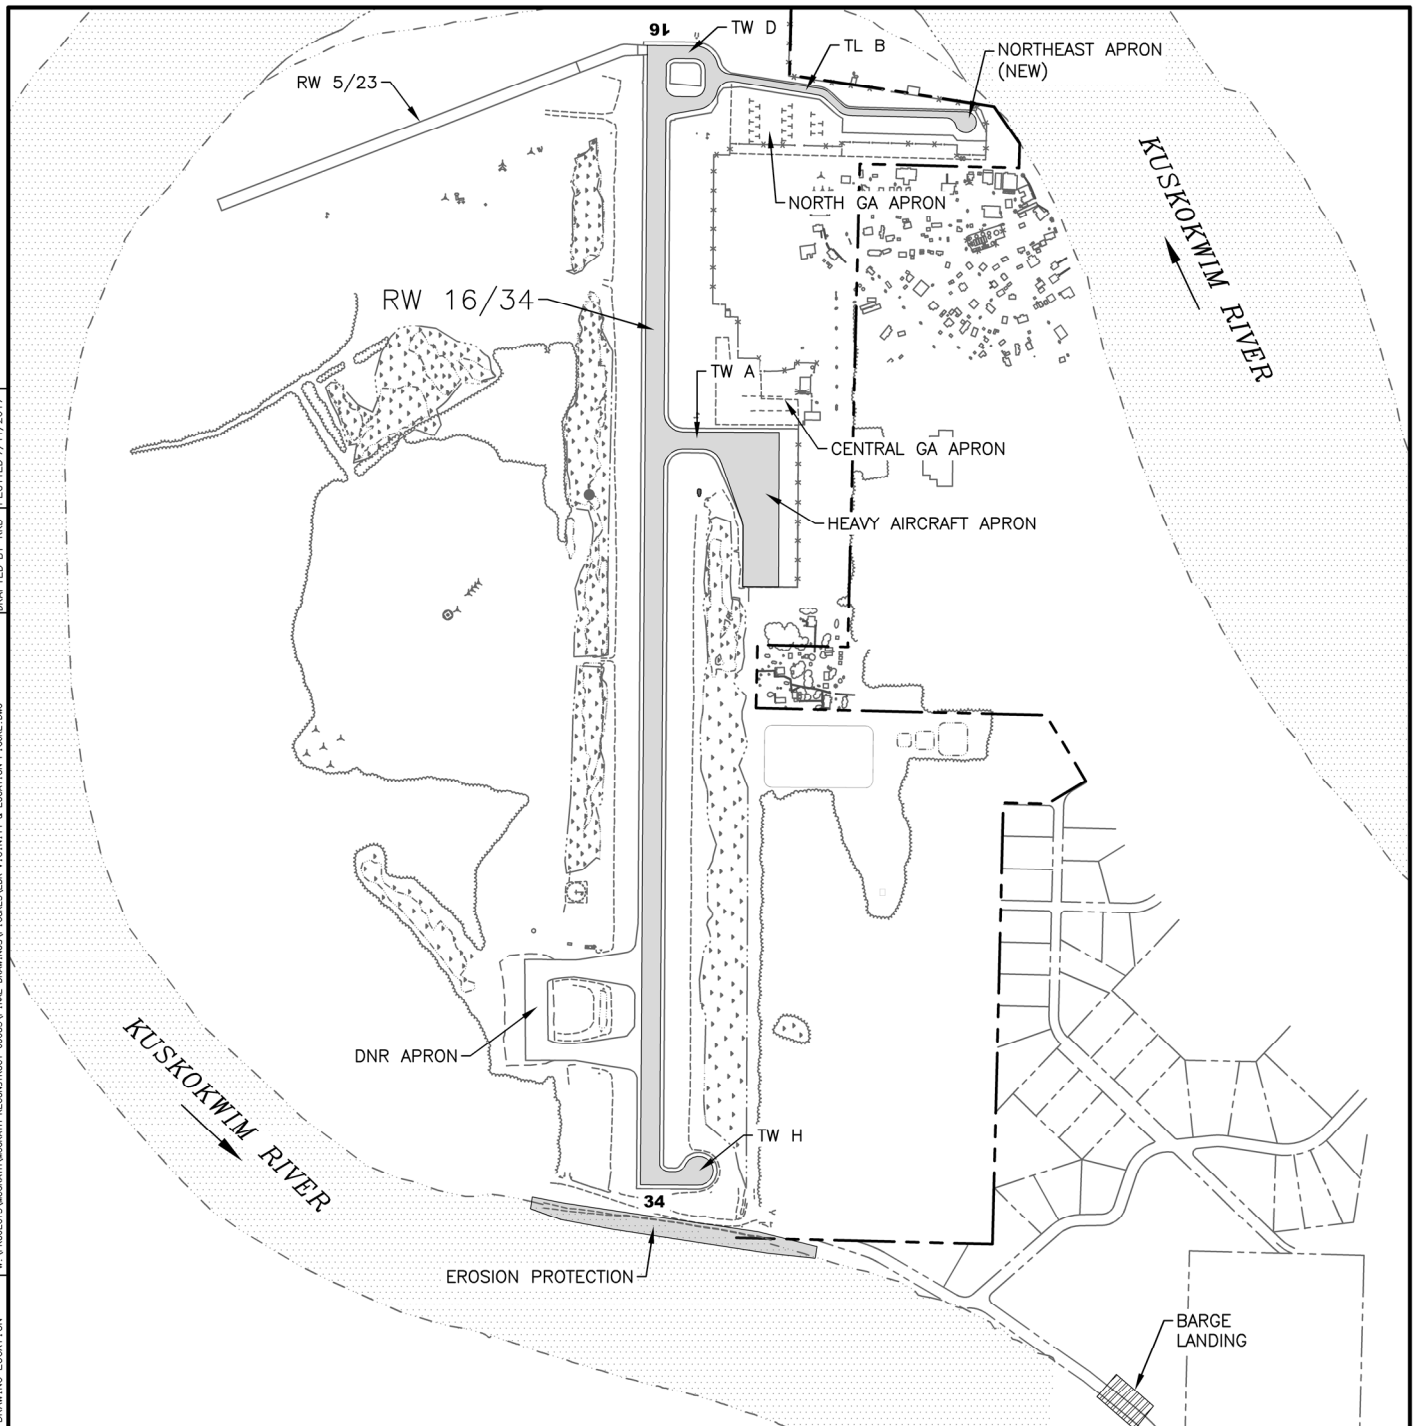 16
TW D
TL B
NORTHEAST APRON
(NEW)
RW 5/23
KUSKOKWIM RIVER
NORTH GA APRON
RW 16/34
TW A
CENTRAL GA APRON
HEAVY AIRCRAFT APRON
DNR APRON
KUSKOKWIM RIVER
TW H
34
EROSION PROTECTION
BARGE
LANDING